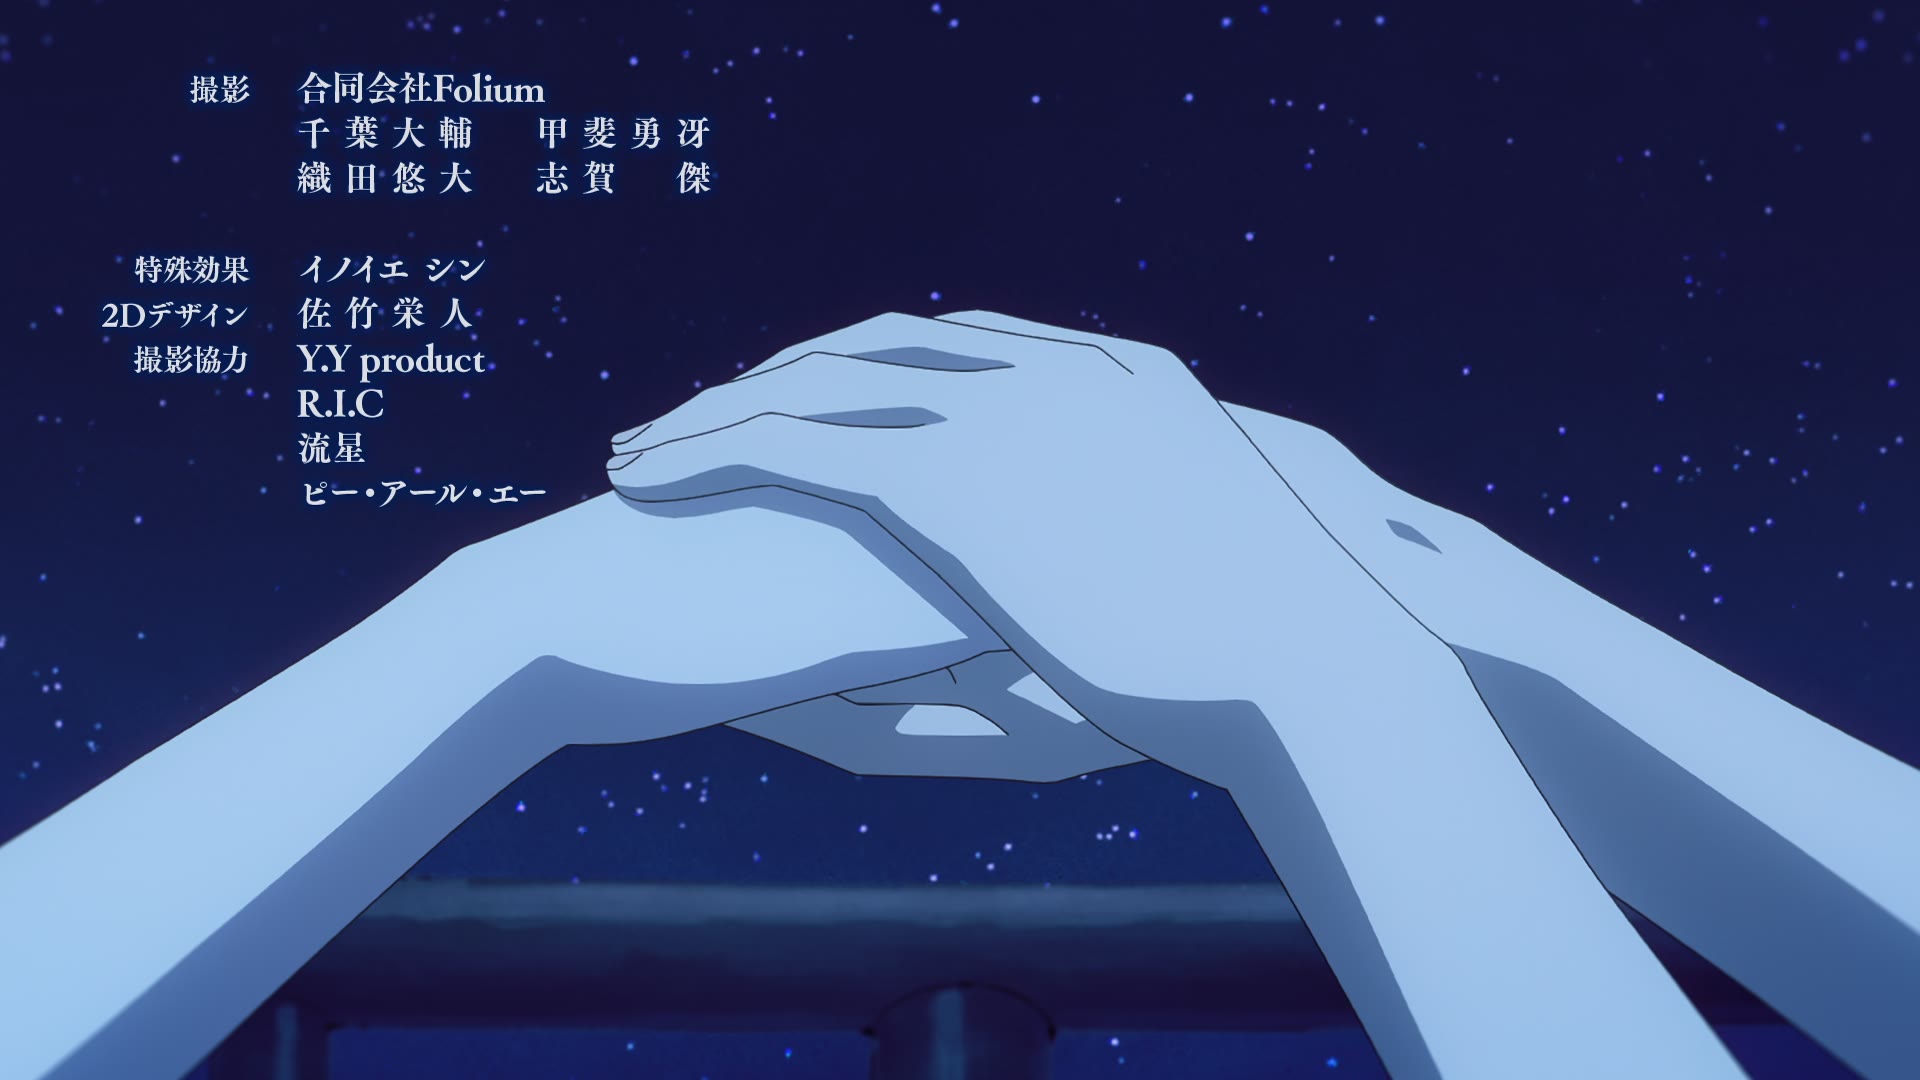 撮影 合同会社Folium
千葉大輔 甲斐勇冴
織田悠大 志賀 傑
特殊効果 イノイエ シン
2Dデザイン 佐竹栄人
撮影協力 Y.Y product
R.I.C
流星
ピー・アール・エー